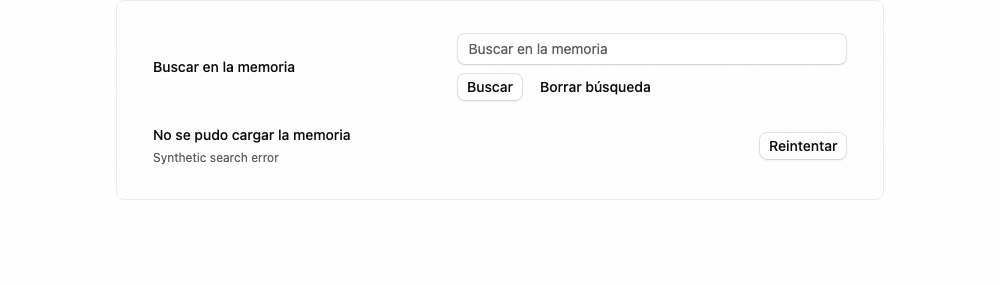 Buscar en la memoria
Buscar en la memoria
Buscar
Borrar búsqueda
No se pudo cargar la memoria
Synthetic search error
Reintentar